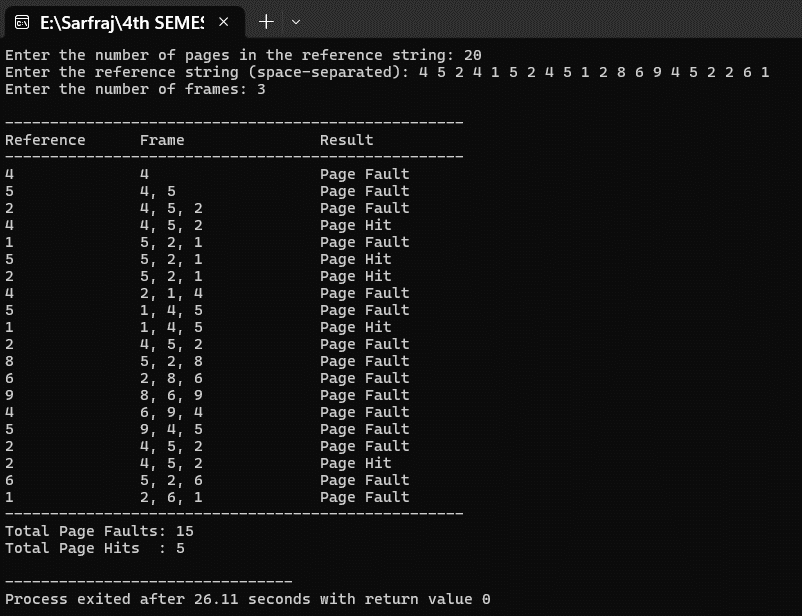 E:\Sarfraj\4th SEMES
Enter the number of pages in the reference string: 20
Enter the reference string (space-separated): 4 5 2 4 1 5 2 4 5 1 2 8 6 9 4 5 2 2 6 1
Enter the number of frames: 3
---------------------------------------------------
Reference      Frame               Result
---------------------------------------------------
4              4                   Page Fault
5              4, 5                Page Fault
2              4, 5, 2             Page Fault
4              4, 5, 2             Page Hit
1              5, 2, 1             Page Fault
5              5, 2, 1             Page Hit
2              5, 2, 1             Page Hit
4              2, 1, 4             Page Fault
5              1, 4, 5             Page Fault
1              1, 4, 5             Page Hit
2              4, 5, 2             Page Fault
8              5, 2, 8             Page Fault
6              2, 8, 6             Page Fault
9              8, 6, 9             Page Fault
4              6, 9, 4             Page Fault
5              9, 4, 5             Page Fault
2              4, 5, 2             Page Fault
2              4, 5, 2             Page Hit
6              5, 2, 6             Page Fault
1              2, 6, 1             Page Fault
---------------------------------------------------
Total Page Faults: 15
Total Page Hits  : 5
--------------------------------
Process exited after 26.11 seconds with return value 0